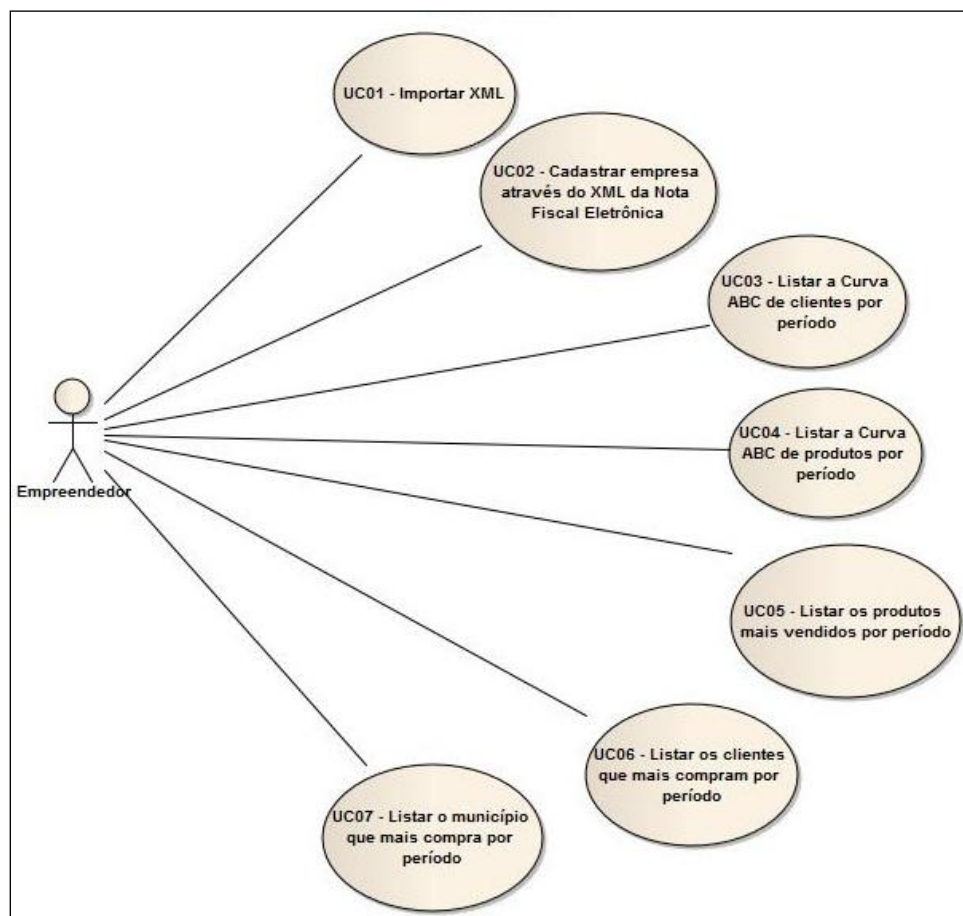 UC01 - Importar XML
UC02 - Cadastrar empresa
através do XML da Nota
Fiscal Eletrônica
UC03 - Listar a Curva
ABC de clientes por
período
UC04 - Listar a Curva
ABC de produtos por
período
Empreendedor
UC05 - Listar os produtos
mais vendidos por período
UC06 - Listar os clientes
que mais compram por
período
UC07 - Listar o município
que mais compra por
período